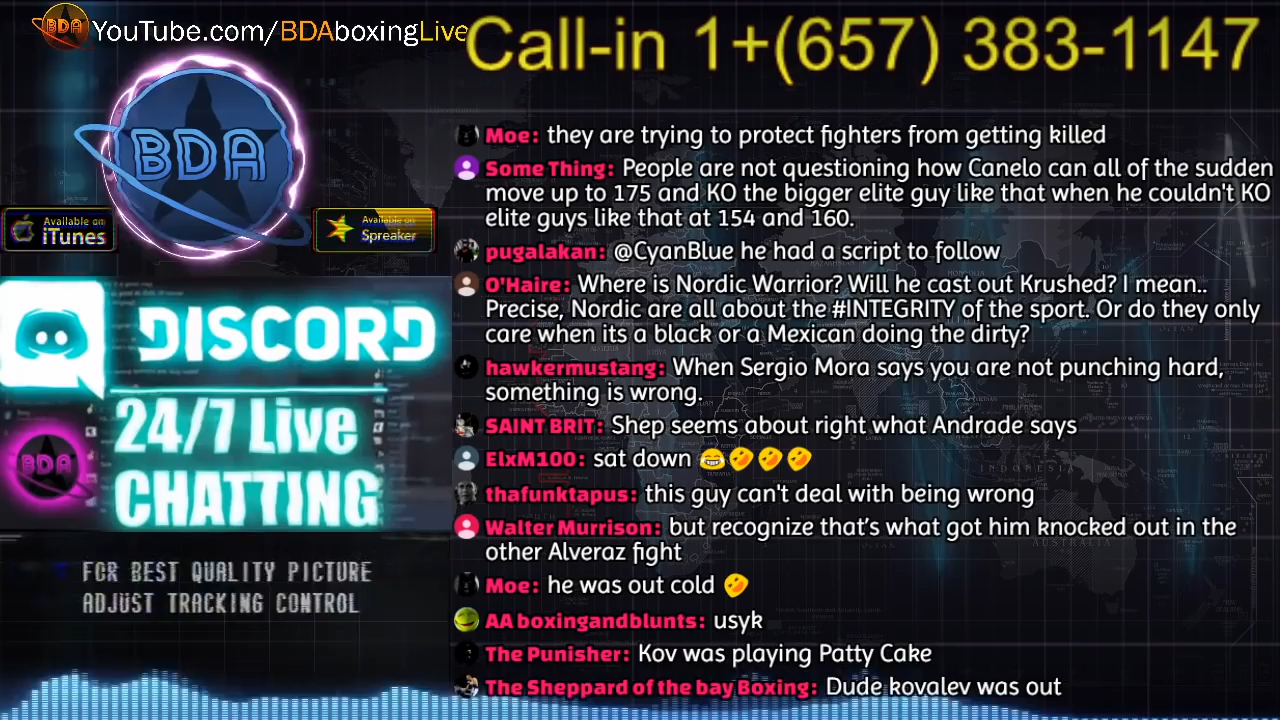 BDA YouTube.com/BDAboxingLive
Call-in 1+(657) 383-1147
BDA
Available on
iTunes
Available on
Spreaker
DISCORD
24/7 Live
CHATTING
BDA
FOR BEST QUALITY PICTURE
ADJUST TRACKING CONTROL
Moe: they are trying to protect fighters from getting killed
Some Thing: People are not questioning how Canelo can all of the sudden
move up to 175 and KO the bigger elite guy like that when he couldn't KO
elite guys like that at 154 and 160.
pugalakan: @CyanBlue he had a script to follow
O'Haire: Where is Nordic Warrior? Will he cast out Krushed? I mean..
Precise, Nordic are all about the #INTEGRITY of the sport. Or do they only
care when its a black or a Mexican doing the dirty?
hawkermustang: When Sergio Mora says you are not punching hard,
something is wrong.
SAINT BRIT: Shep seems about right what Andrade says
ElxM100: sat down 😂🤣🤣🤣
thafunktapus: this guy can't deal with being wrong
Walter Murrison: but recognize that's what got him knocked out in the
other Alveraz fight
Moe: he was out cold 🤣
AA boxingandblunts: usyk
The Punisher: Kov was playing Patty Cake
The Sheppard of the bay Boxing: Dude kovalev was out